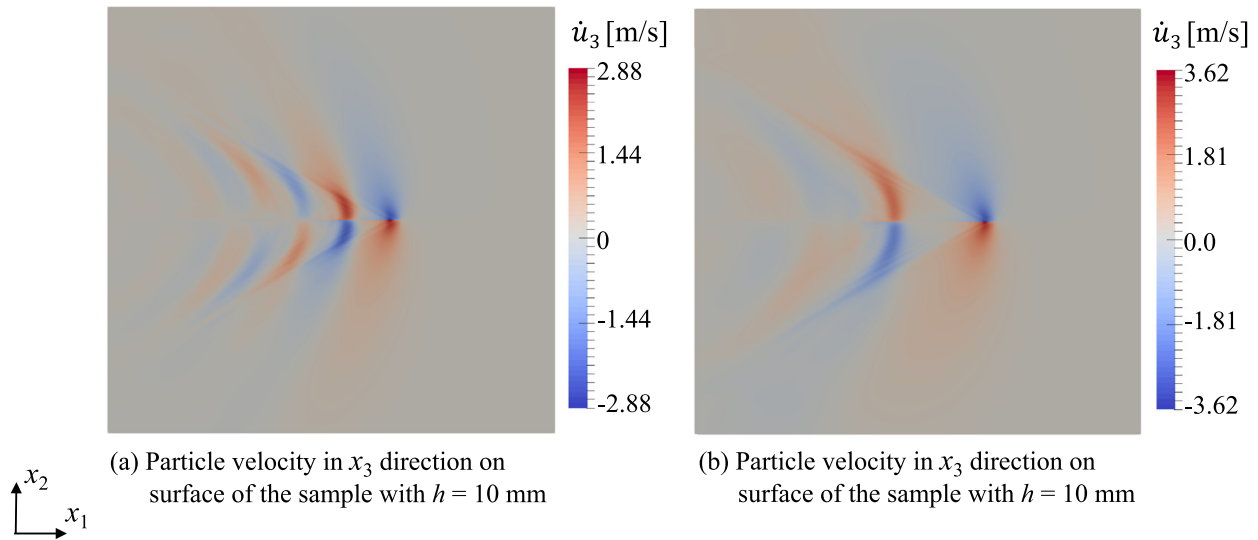 u̇₃ [m/s]
2.88
1.44
0
-1.44
-2.88
u̇₃ [m/s]
3.62
1.81
0.0
-1.81
-3.62
(a) Particle velocity in x₃ direction on
surface of the sample with h = 10 mm
(b) Particle velocity in x₃ direction on
surface of the sample with h = 10 mm
x₂
x₁